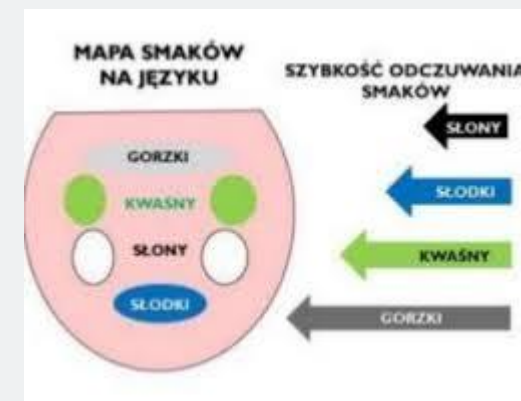 MAPA SMAKÓW
NA JĘZYKU
GORZKI
KWAŚNY
SŁONY
SŁODKI
SZYBKOŚĆ ODCZUWANIA
SMAKÓW
SŁONY
SŁODKI
KWAŚNY
GORZKI